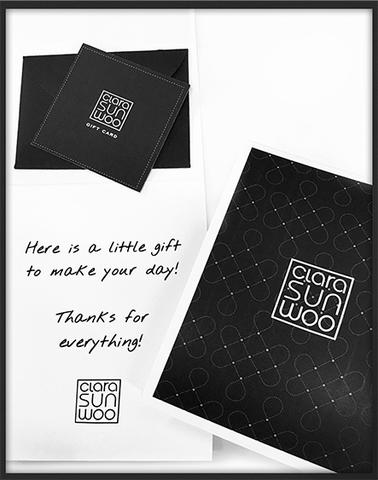 clara
SUN
WOO
GIFT CARD
Here is a little gift
to make your day!
Thanks for
everything!
clara
SUN
WOO
clara
SUN
WOO